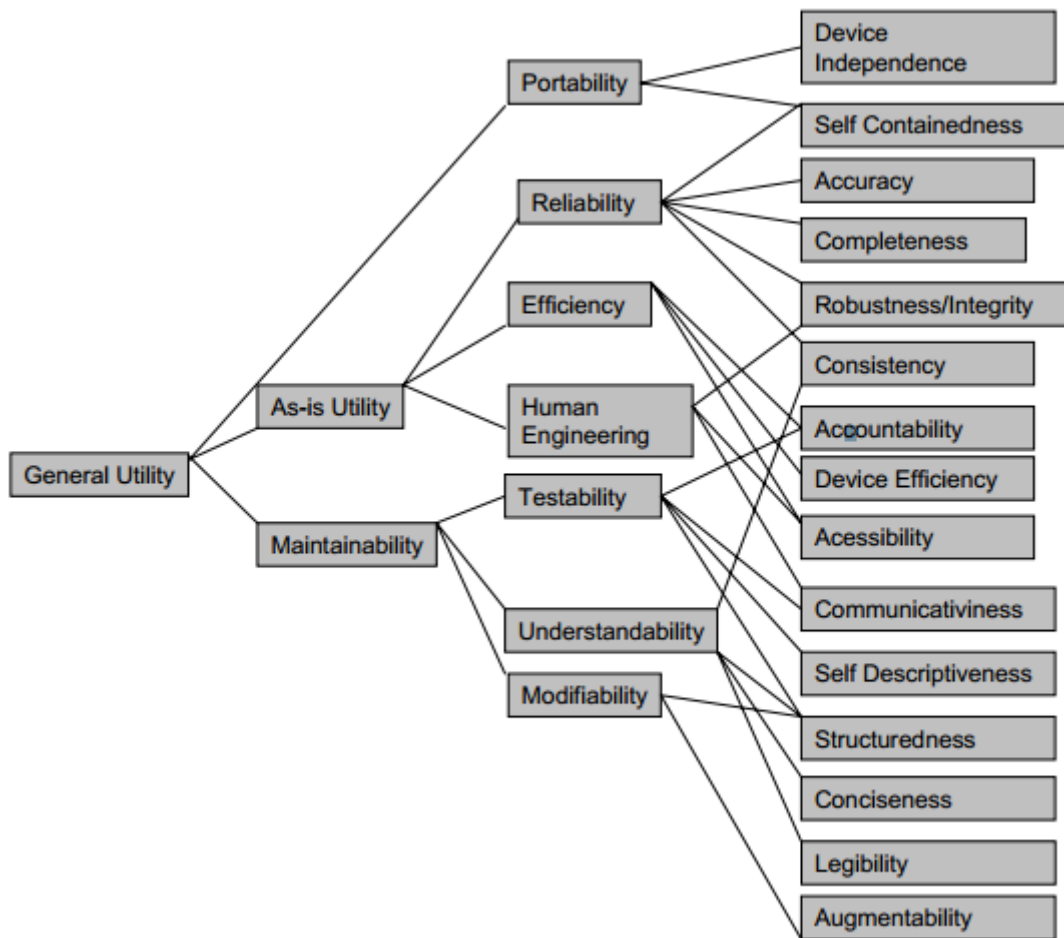 General Utility
As-is Utility
Maintainability
Portability
Reliability
Efficiency
Human
Engineering
Testability
Understandability
Modifiability
Device
Independence
Self Containedness
Accuracy
Completeness
Robustness/Integrity
Consistency
Accountability
Device Efficiency
Acessibility
Communicativiness
Self Descriptiveness
Structuredness
Conciseness
Legibility
Augmentability